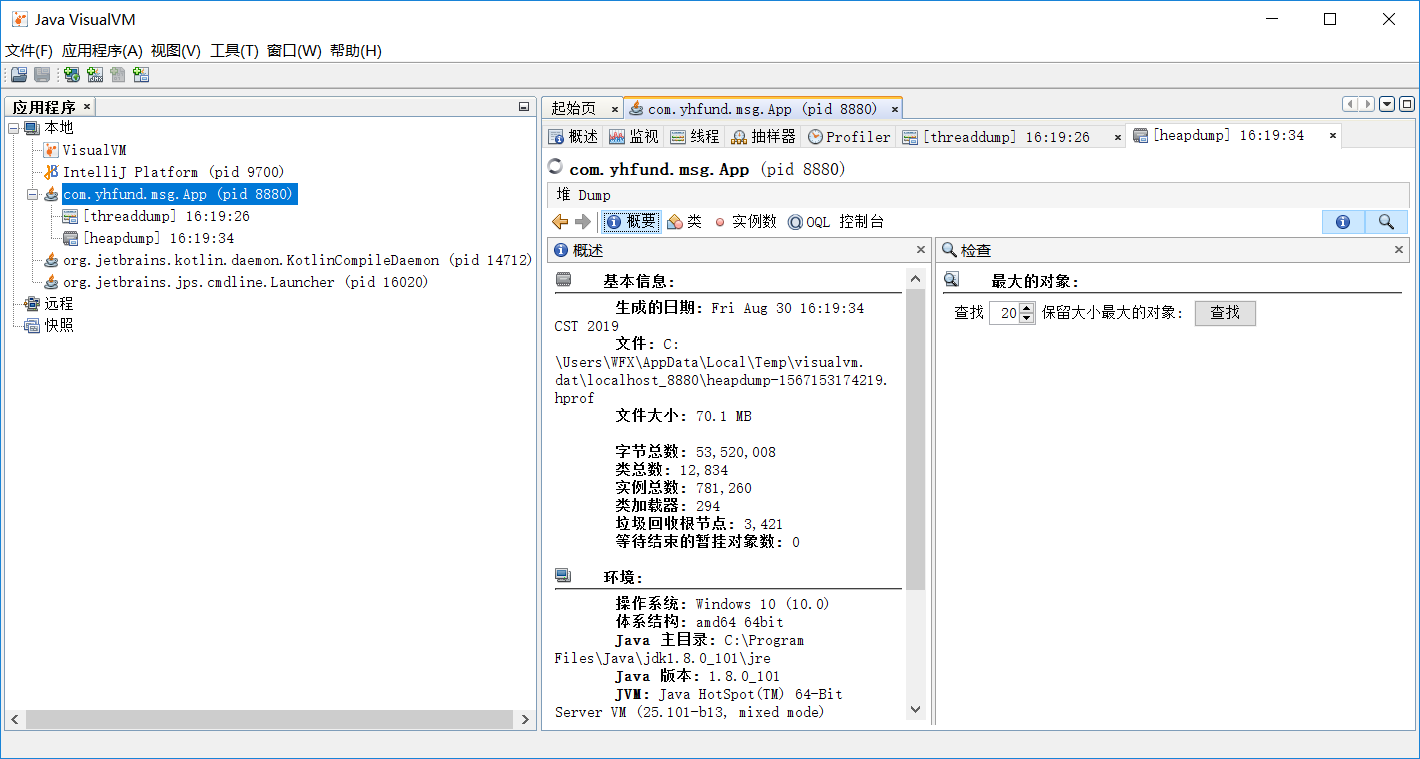 Java VisualVM
文件(F) 应用程序(A) 视图(V) 工具(T) 窗口(W) 帮助(H)
应用程序
本地
VisualVM
IntelliJ Platform (pid 9700)
com.yhfund.msg.App (pid 8880)
[threaddump] 16:19:26
[heapdump] 16:19:34
org.jetbrains.kotlin.daemon.KotlinCompileDaemon (pid 14712)
org.jetbrains.jps.cmdline.Launcher (pid 16020)
远程
快照
起始页 com.yhfund.msg.App (pid 8880)
概述 监视 线程 抽样器 Profiler [threaddump] 16:19:26 [heapdump] 16:19:34
com.yhfund.msg.App (pid 8880)
堆 Dump
概要 类 实例数 OQL 控制台
概述
基本信息:
生成的日期: Fri Aug 30 16:19:34
CST 2019
文件: C:
\Users\WFX\AppData\Local\Temp\visualvm.
dat\localhost_8880\heapdump-1567153174219.
hprof
文件大小: 70.1 MB
字节总数: 53,520,008
类总数: 12,834
实例总数: 781,260
类加载器: 294
垃圾回收根节点: 3,421
等待结束的暂挂对象数: 0
环境:
操作系统: Windows 10 (10.0)
体系结构: amd64 64bit
Java 主目录: C:\Program
Files\Java\jdk1.8.0_101\jre
Java 版本: 1.8.0_101
JVM: Java HotSpot(TM) 64-Bit
Server VM (25.101-b13, mixed mode)
检查
最大的对象:
查找 20 保留大小最大的对象: 查找